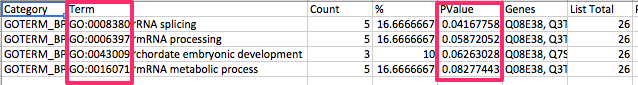 Category Term Count % PValue Genes List Total
GOTERM_BP GO:0008380 RNA splicing 5 16.6666667 0.04167758 Q08E38, Q3T 26
GOTERM_BP GO:0006397 mRNA processing 5 16.6666667 0.05872052 Q08E38, Q3T 26
GOTERM_BP GO:0043009 chordate embryonic development 3 10 0.06263028 Q08E38, Q7S 26
GOTERM_BP GO:0016071 mRNA metabolic process 5 16.6666667 0.08277443 Q08E38, Q3T 26